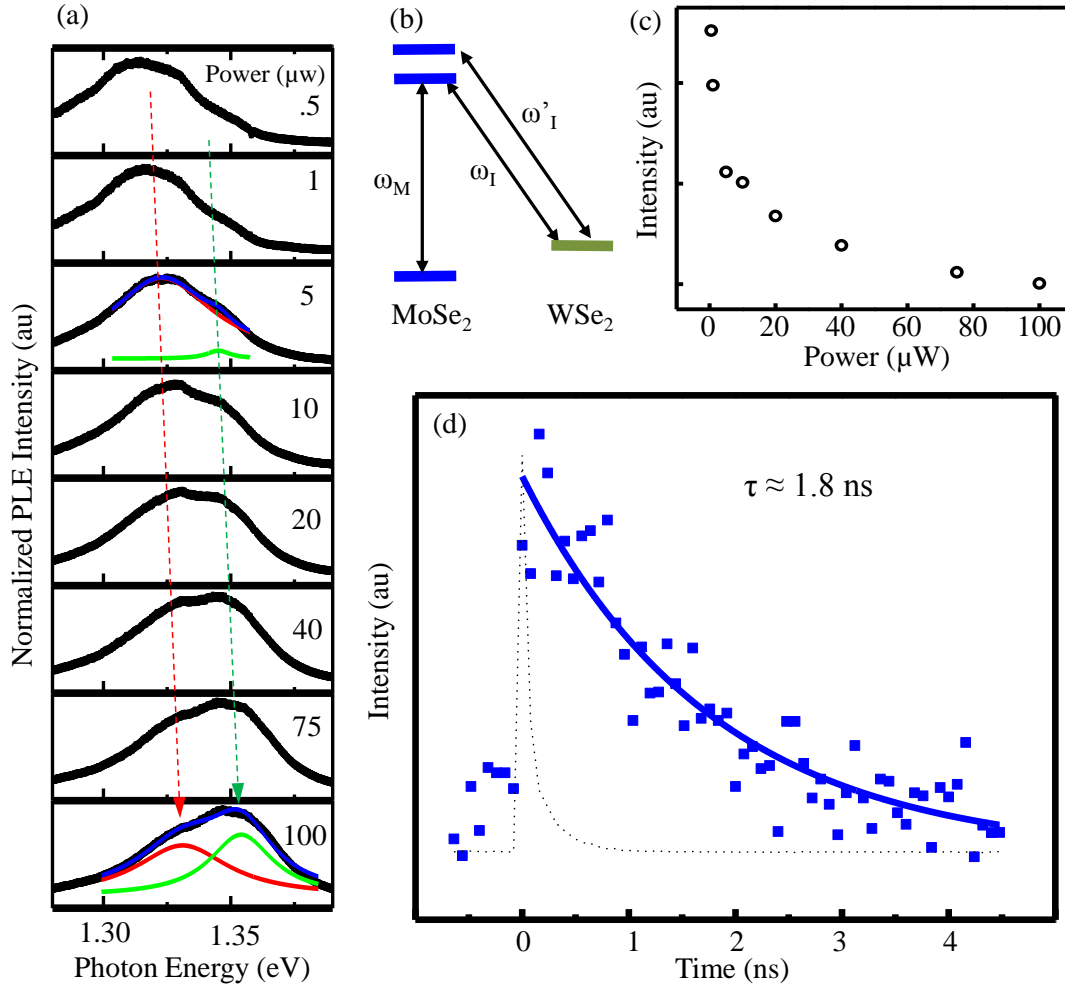 (a)
Power (µw)
.5
1
5
10
20
40
75
100
Normalized PLE Intensity (au)
1.30 1.35
Photon Energy (eV)
(b)
ω'I
ωI
ωM
MoSe2 WSe2
(c)
Intensity (au)
0 20 40 60 80 100
Power (µW)
(d)
τ ≈ 1.8 ns
Intensity (au)
0 1 2 3 4
Time (ns)